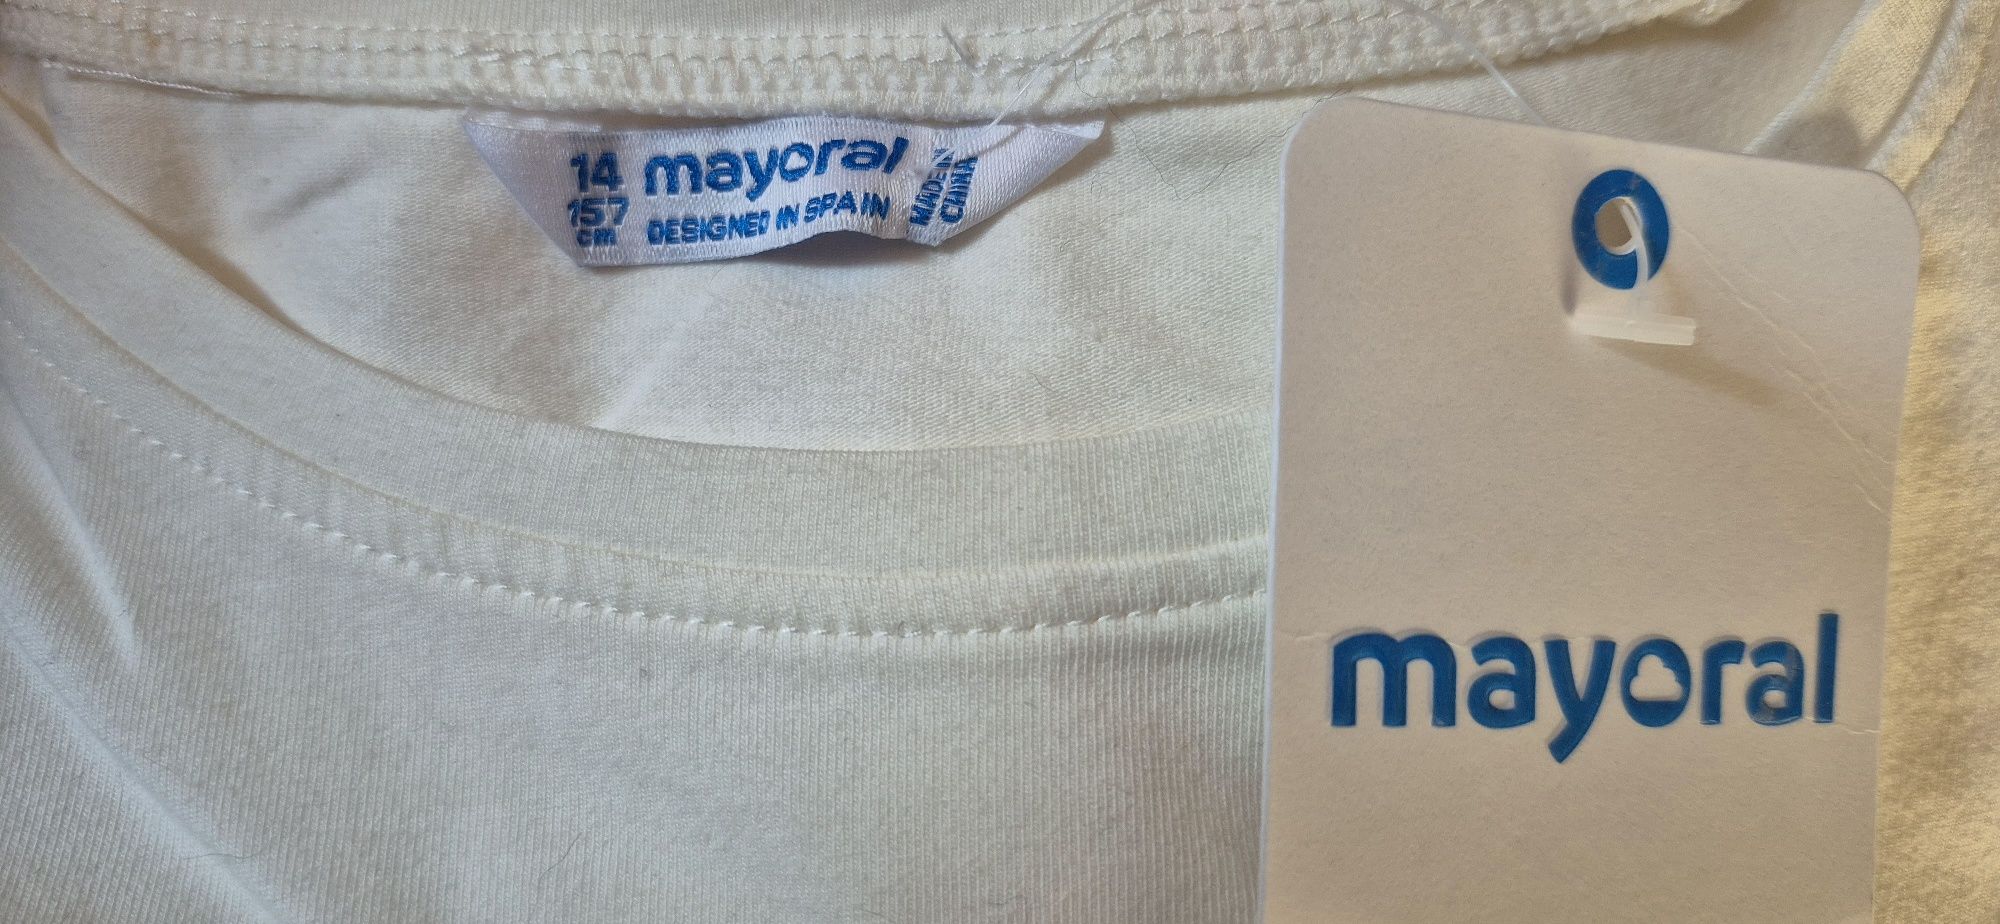 14 mayoral
157 DESIGNED IN SPAIN
cm
MADE IN
CHINA
mayoral